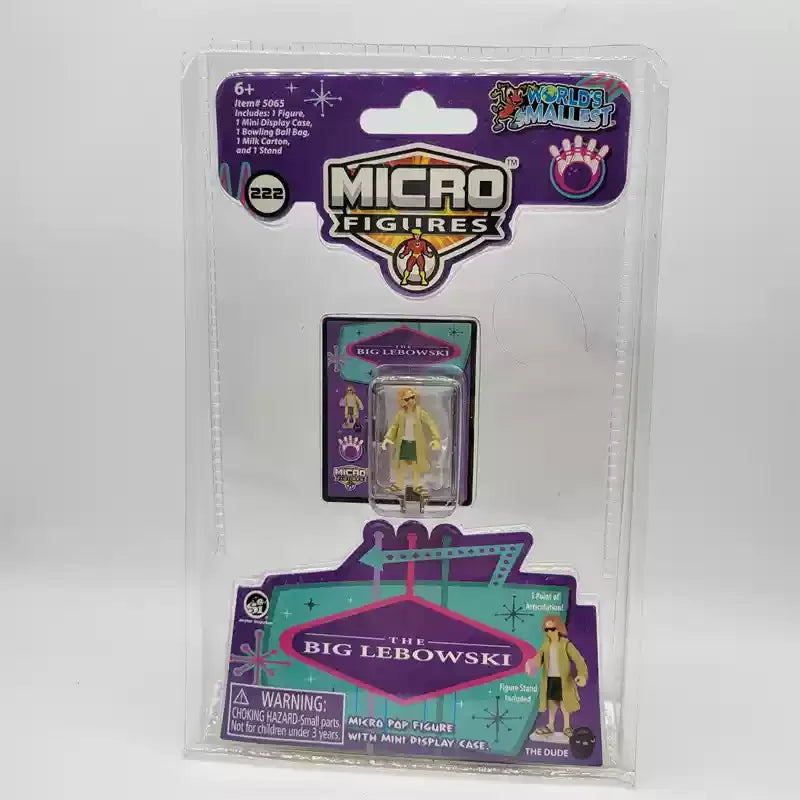 6+
Item# 5065
Includes: 1 Figure,
1 Mini Display Case,
1 Bowling Ball Bag,
1 Milk Carton,
and 1 Stand
222
WORLD'S
SMALLEST
MICRO
FIGURES
TM
THE
BIG LEBOWSKI
MICRO
FIGURES
1 Point of
Articulation!
THE
BIG LEBOWSKI
Figure Stand
Included
WARNING:
CHOKING HAZARD-Small parts.
Not for children under 3 years.
MICRO POP FIGURE
WITH MINI DISPLAY CASE.
THE DUDE